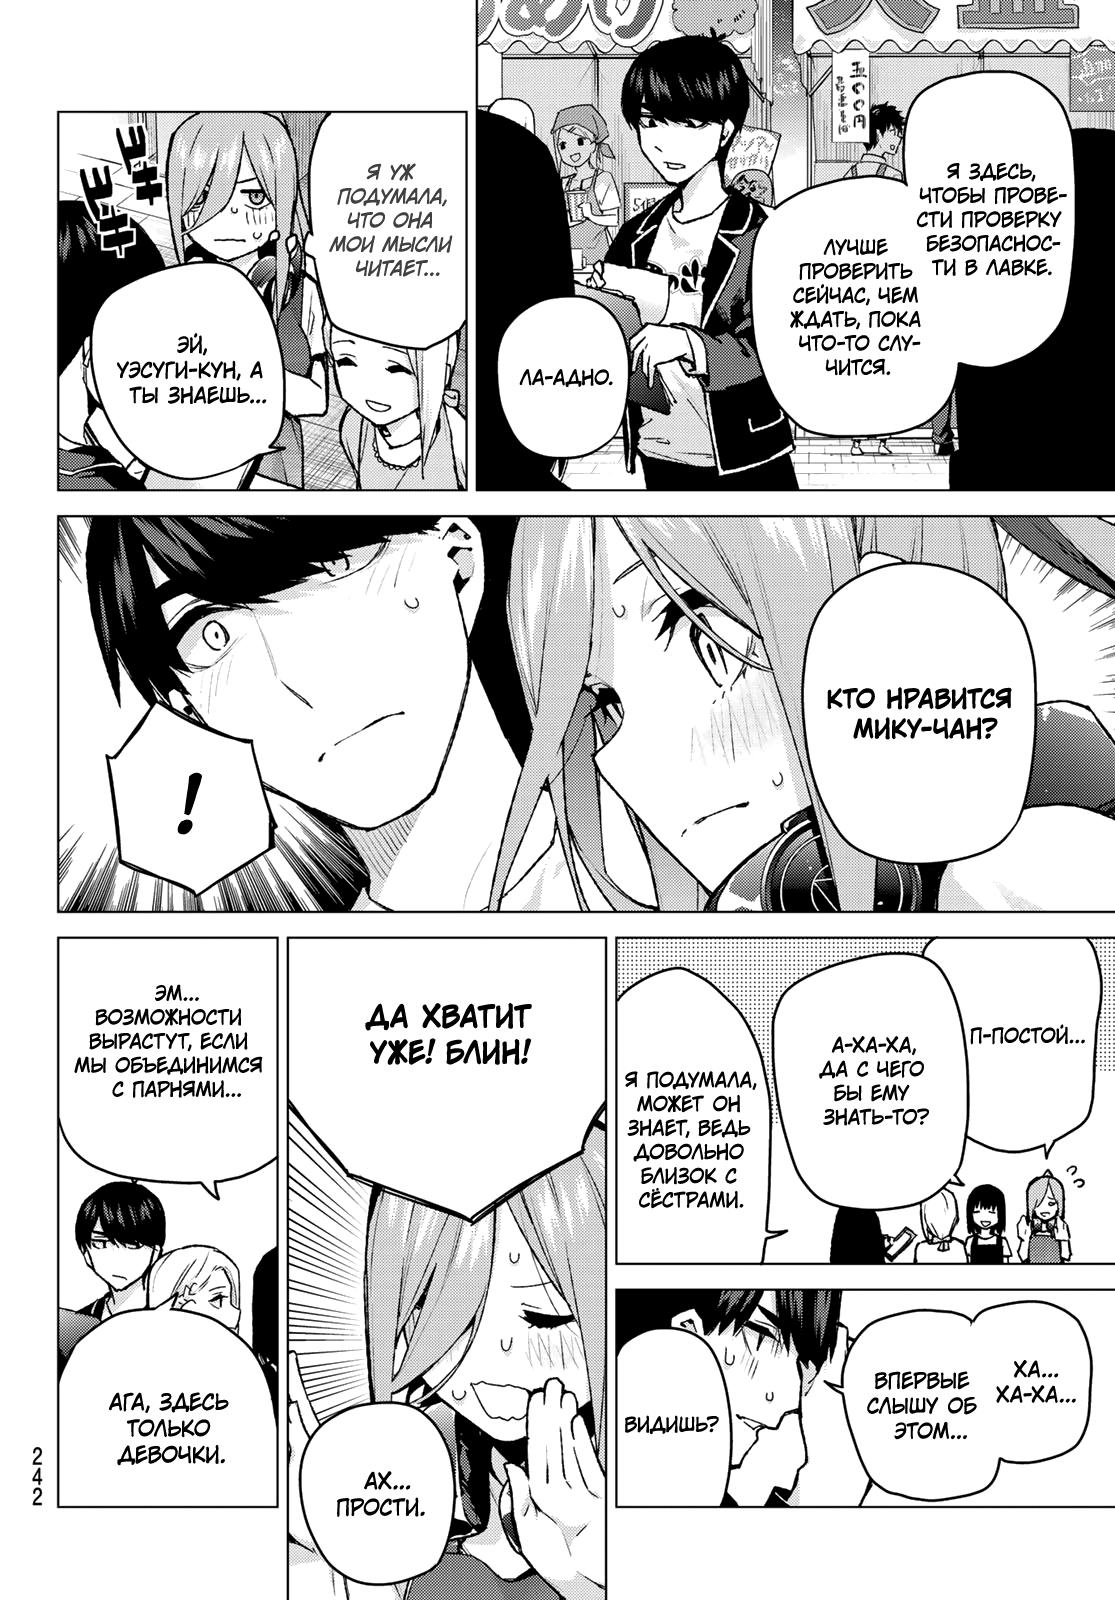 Я ЗДЕСЬ,
ЧТОБЫ ПРОВЕ-
СТИ ПРОВЕРКУ
БЕЗОПАСНОС-
ТИ В ЛАВКЕ.
ЛУЧШЕ
ПРОВЕРИТЬ
СЕЙЧАС, ЧЕМ
ЖДАТЬ, ПОКА
ЧТО-ТО СЛУ-
ЧИТСЯ.
ЛА-АДНО.
五〇〇円
Я УЖ
ПОДУМАЛА,
ЧТО ОНА
МОИ МЫСЛИ
ЧИТАЕТ...
ЭЙ,
УЭСУГИ-КУН, А
ТЫ ЗНАЕШЬ...
КТО НРАВИТСЯ
МИКУ-ЧАН?
!
П-ПОСТОЙ...
А-ХА-ХА,
ДА С ЧЕГО
БЫ ЕМУ
ЗНАТЬ-ТО?
Я ПОДУМАЛА,
МОЖЕТ ОН
ЗНАЕТ, ВЕДЬ
ДОВОЛЬНО
БЛИЗОК С
СЁСТРАМИ.
ХА...
ХА-ХА...
ВПЕРВЫЕ
СЛЫШУ ОБ
ЭТОМ...
ВИДИШЬ?
ДА ХВАТИТ
УЖЕ! БЛИН!
АХ...
ПРОСТИ.
ЭМ...
ВОЗМОЖНОСТИ
ВЫРАСТУТ, ЕСЛИ
МЫ ОБЪЕДИНИМСЯ
С ПАРНЯМИ...
АГА, ЗДЕСЬ
ТОЛЬКО
ДЕВОЧКИ.
242